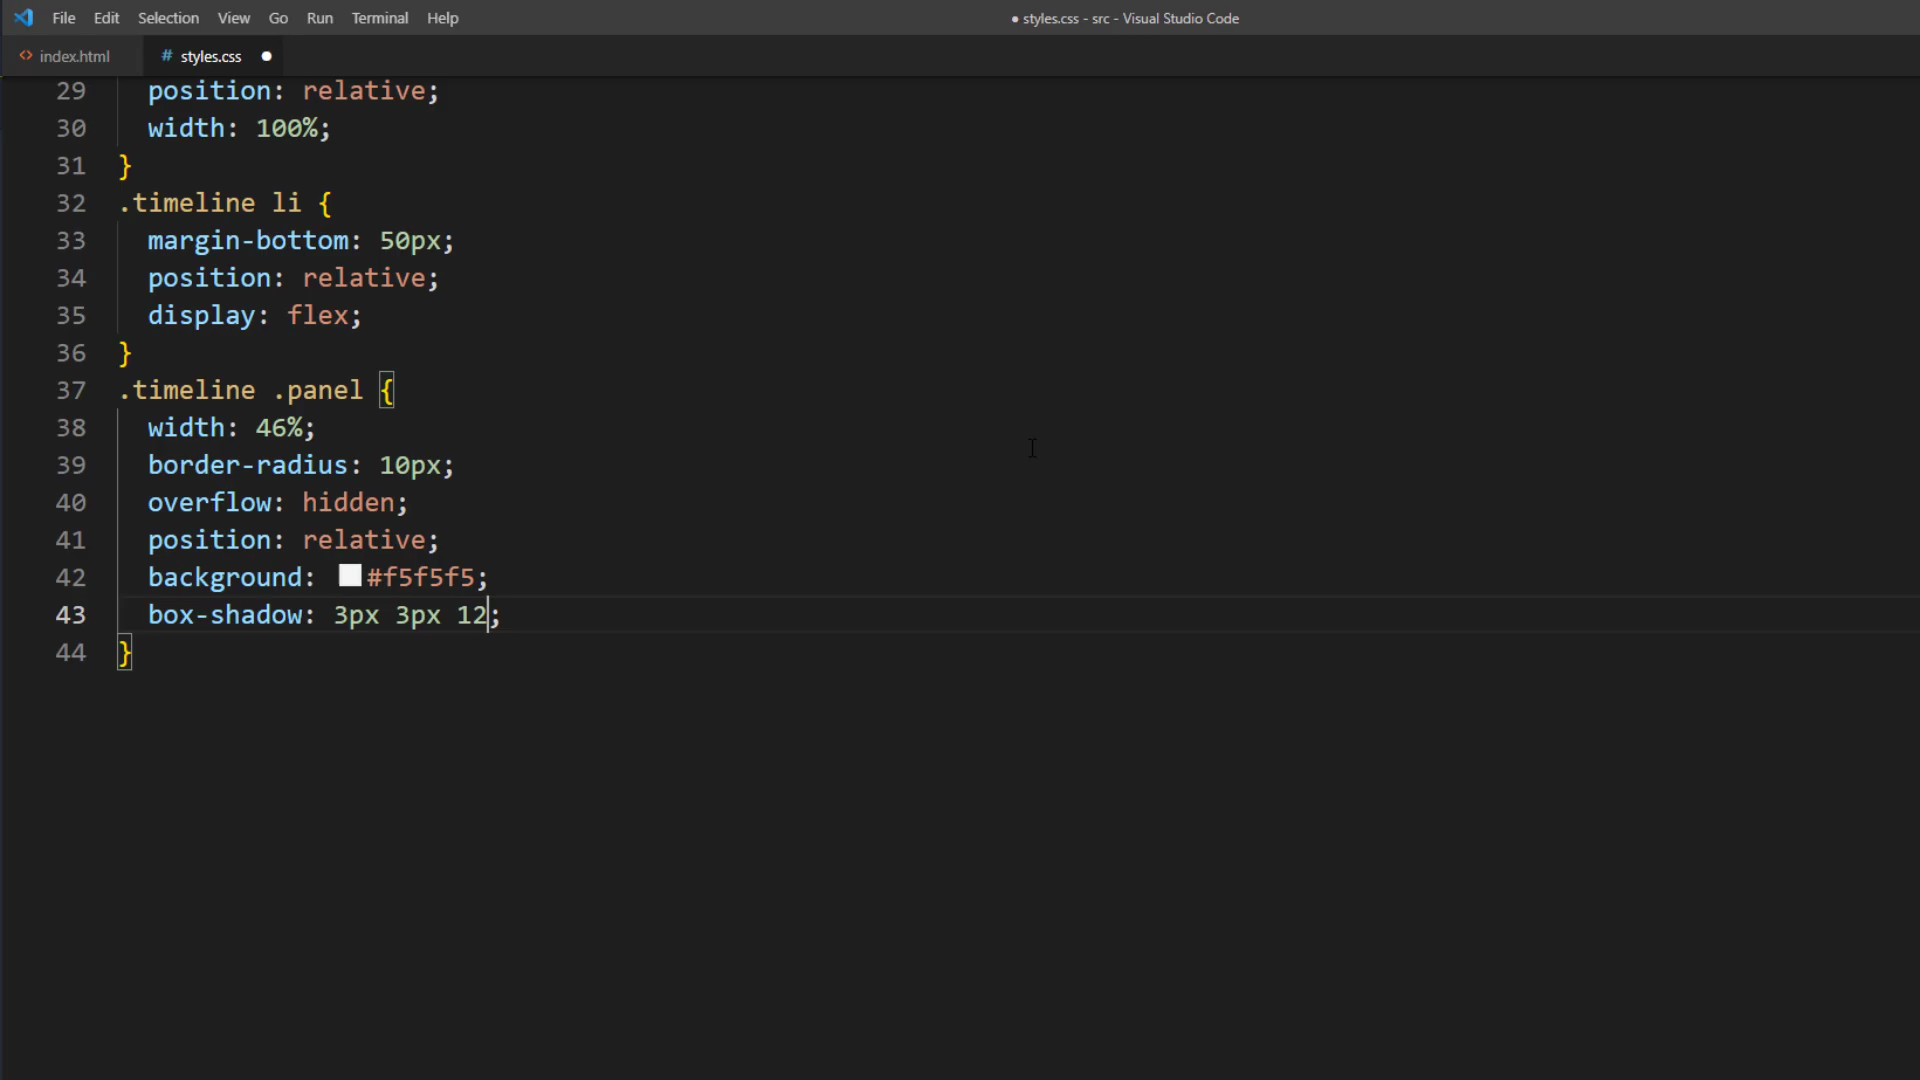 File Edit Selection View Go Run Terminal Help
● styles.css - src - Visual Studio Code
<> index.html # styles.css ●
29 position: relative;
30 width: 100%;
31 }
32 .timeline li {
33 margin-bottom: 50px;
34 position: relative;
35 display: flex;
36 }
37 .timeline .panel {
38 width: 46%;
39 border-radius: 10px;
40 overflow: hidden;
41 position: relative;
42 background: #f5f5f5;
43 box-shadow: 3px 3px 12;
44 }